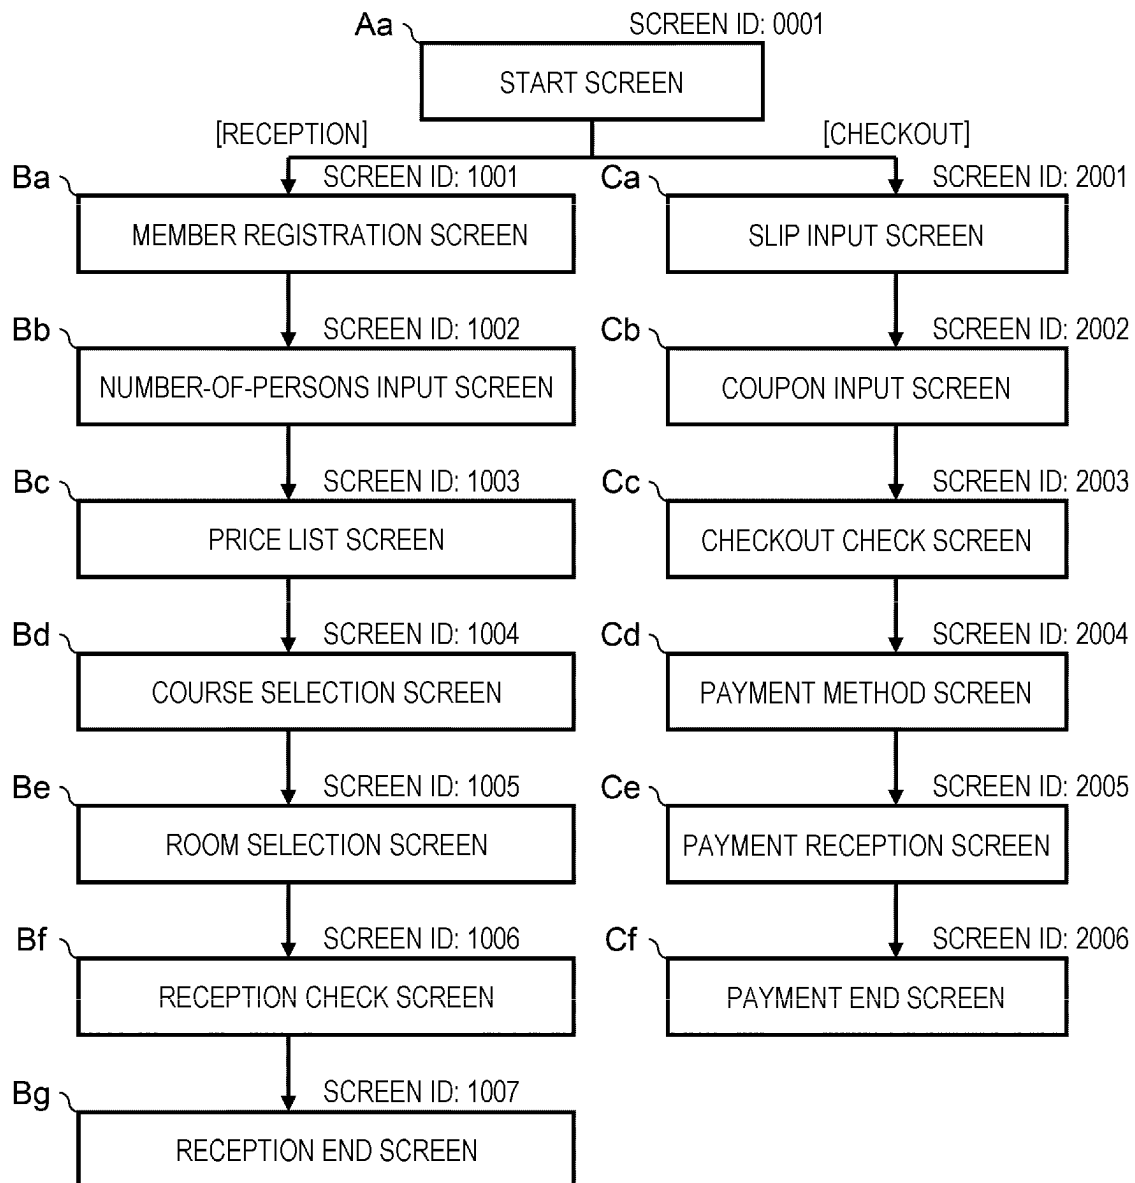 Aa
SCREEN ID: 0001
START SCREEN
[RECEPTION]
[CHECKOUT]
Ba
SCREEN ID: 1001
MEMBER REGISTRATION SCREEN
Bb
SCREEN ID: 1002
NUMBER-OF-PERSONS INPUT SCREEN
Bc
SCREEN ID: 1003
PRICE LIST SCREEN
Bd
SCREEN ID: 1004
COURSE SELECTION SCREEN
Be
SCREEN ID: 1005
ROOM SELECTION SCREEN
Bf
SCREEN ID: 1006
RECEPTION CHECK SCREEN
Bg
SCREEN ID: 1007
RECEPTION END SCREEN
Ca
SCREEN ID: 2001
SLIP INPUT SCREEN
Cb
SCREEN ID: 2002
COUPON INPUT SCREEN
Cc
SCREEN ID: 2003
CHECKOUT CHECK SCREEN
Cd
SCREEN ID: 2004
PAYMENT METHOD SCREEN
Ce
SCREEN ID: 2005
PAYMENT RECEPTION SCREEN
Cf
SCREEN ID: 2006
PAYMENT END SCREEN